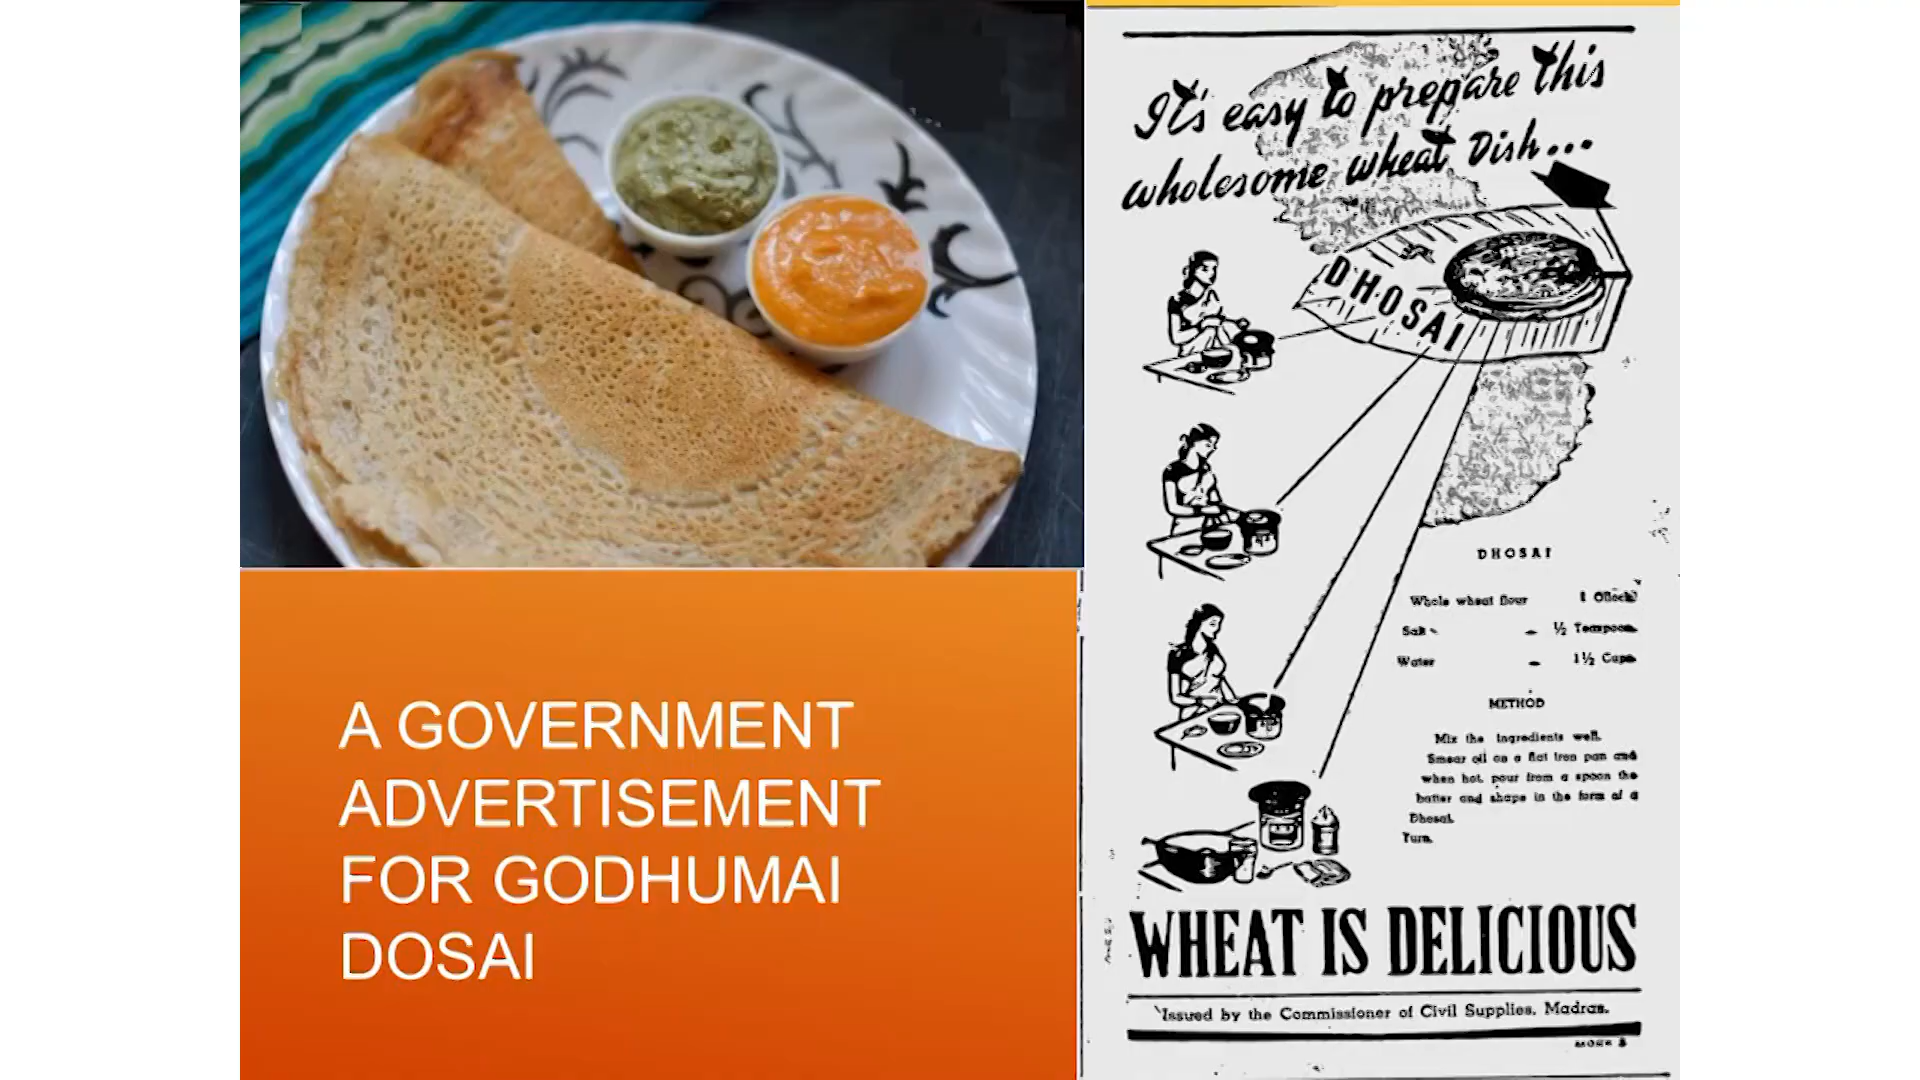 A GOVERNMENT
ADVERTISEMENT
FOR GODHUMAI
DOSAI
It's easy to prepare this
wholesome wheat Dish...
DHOSAI
DHOSAI
Whole wheat flour 1 Ollock
Salt - ½ Teaspoon
Water - 1½ Cups
METHOD
Mix the ingredients well.
Smear oil on a flat iron pan and
when hot, pour from a spoon the
batter and shape in the form of a
Dhosai.
Turn.
WHEAT IS DELICIOUS
Issued by the Commissioner of Civil Supplies, Madras.